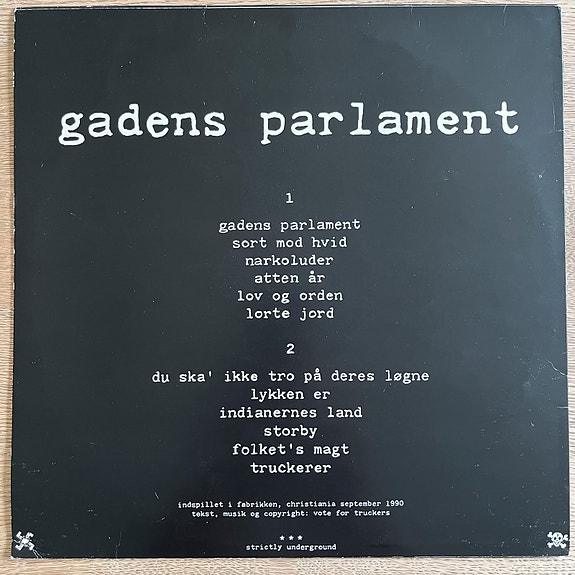 gadens parlament
1
gadens parlament
sort mod hvid
narkoluder
atten år
lov og orden
lorte jord
2
du ska' ikke tro på deres løgne
lykken er
indianernes land
storby
folket's magt
truckerer
indspillet i fabrikken, christiania september 1990
tekst, musik og copyright: vote for truckers
***
strictly underground